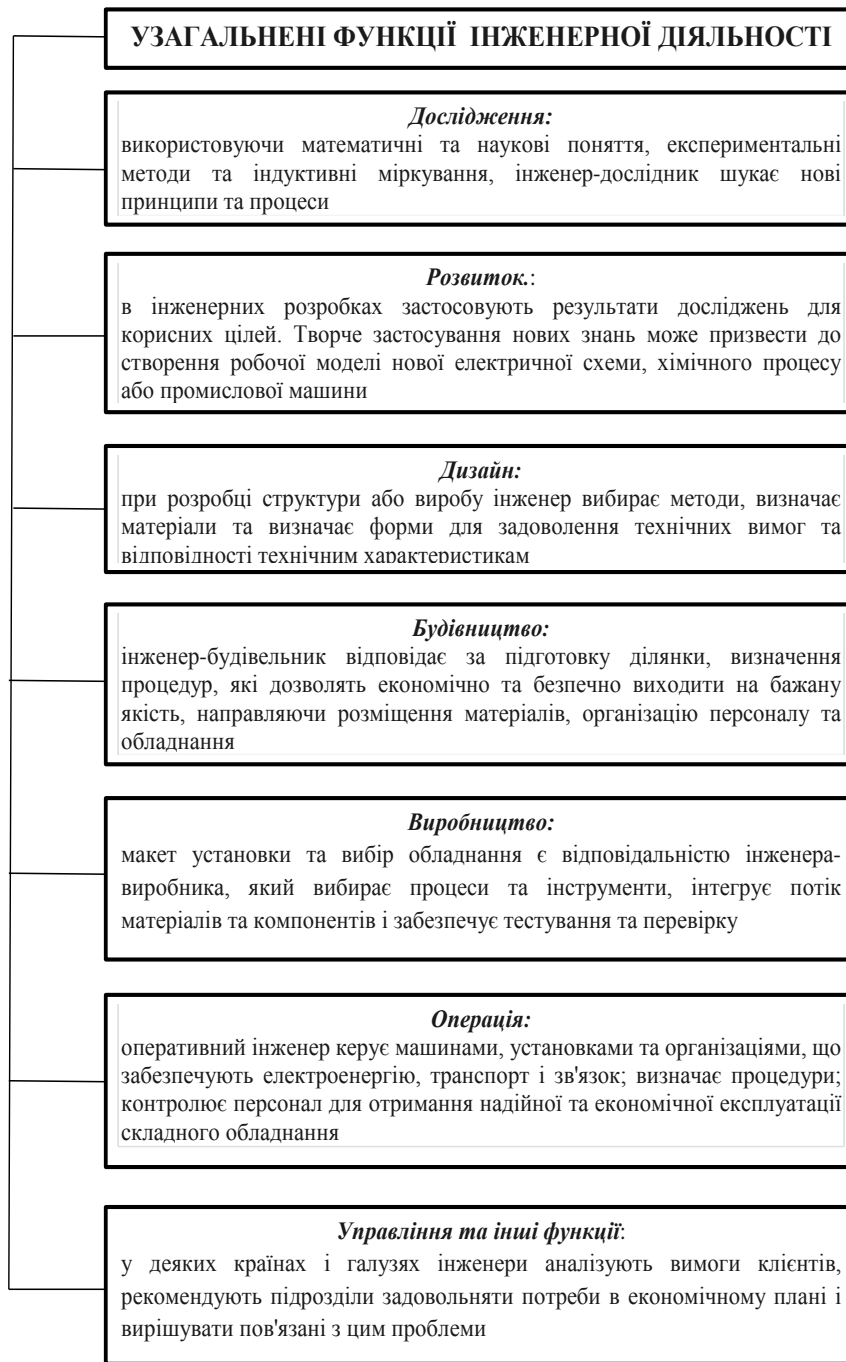 УЗАГАЛЬНЕНІ ФУНКЦІЇ ІНЖЕНЕРНОЇ ДІЯЛЬНОСТІ
Дослідження:
використовуючи математичні та наукові поняття, експериментальні
методи та індуктивні міркування, інженер-дослідник шукає нові
принципи та процеси
Розвиток.:
в інженерних розробках застосовують результати досліджень для
корисних цілей. Творче застосування нових знань може призвести до
створення робочої моделі нової електричної схеми, хімічного процесу
або промислової машини
Дизайн:
при розробці структури або виробу інженер вибирає методи, визначає
матеріали та визначає форми для задоволення технічних вимог та
відповідності технічним характеристикам
Будівництво:
інженер-будівельник відповідає за підготовку ділянки, визначення
процедур, які дозволять економічно та безпечно виходити на бажану
якість, направляючи розміщення матеріалів, організацію персоналу та
обладнання
Виробництво:
макет установки та вибір обладнання є відповідальністю інженера-
виробника, який вибирає процеси та інструменти, інтегрує потік
матеріалів та компонентів і забезпечує тестування та перевірку
Операція:
оперативний інженер керує машинами, установками та організаціями, що
забезпечують електроенергію, транспорт і зв'язок; визначає процедури;
контролює персонал для отримання надійної та економічної експлуатації
складного обладнання
Управління та інші функції:
у деяких країнах і галузях інженери аналізують вимоги клієнтів,
рекомендують підрозділи задовольняти потреби в економічному плані і
вирішувати пов'язані з цим проблеми